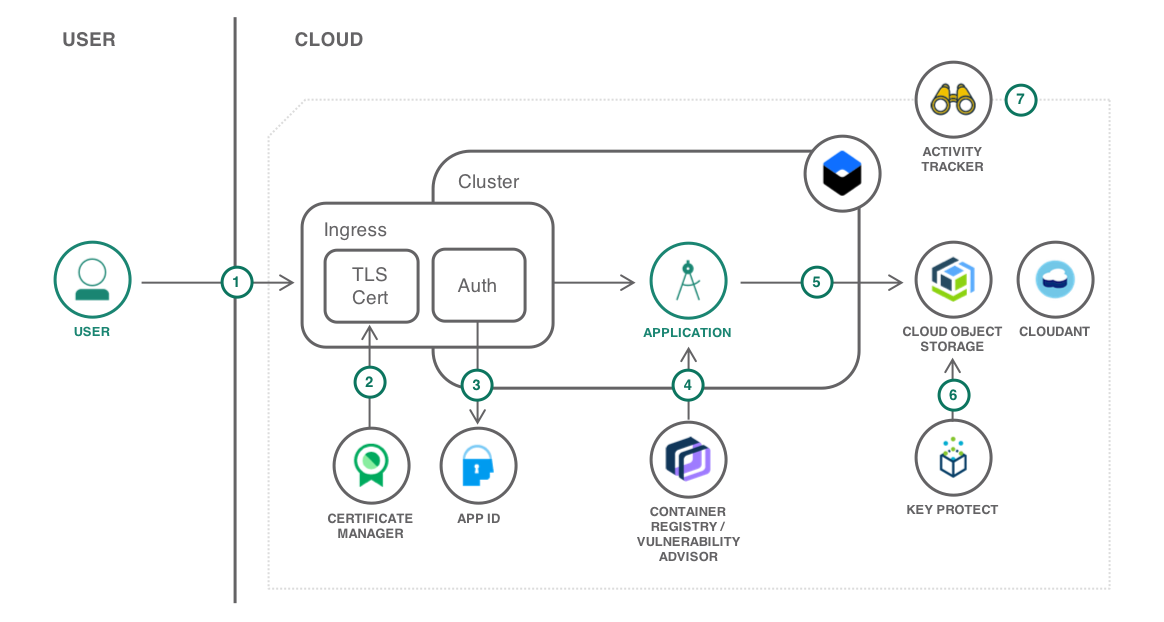 USER
CLOUD
7
ACTIVITY
TRACKER
Cluster
Ingress
TLS
Cert
Auth
1
5
USER
APPLICATION
CLOUD OBJECT
STORAGE
CLOUDANT
2
3
4
6
CERTIFICATE
MANAGER
APP ID
CONTAINER
REGISTRY /
VULNERABILITY
ADVISOR
KEY PROTECT